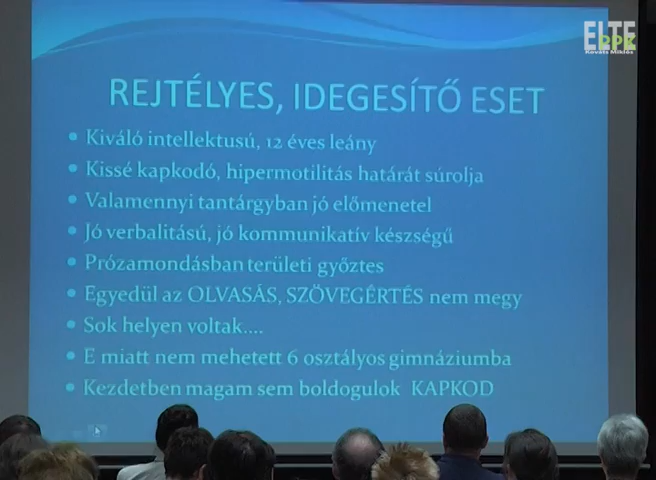 ELTE
PPK
Kováts Miklós
REJTÉLYES, IDEGESÍTŐ ESET
• Kiváló intellektusú, 12 éves leány
• Kissé kapkodó, hipermotilitás határát súrolja
• Valamennyi tantárgyban jó előmenetel
• Jó verbalitású, jó kommunikatív készségű
• Prózamondásban területi győztes
• Egyedül az OLVASÁS, SZÖVEGÉRTÉS nem megy
• Sok helyen voltak....
• E miatt nem mehetett 6 osztályos gimnáziumba
• Kezdetben magam sem boldogulok KAPKOD